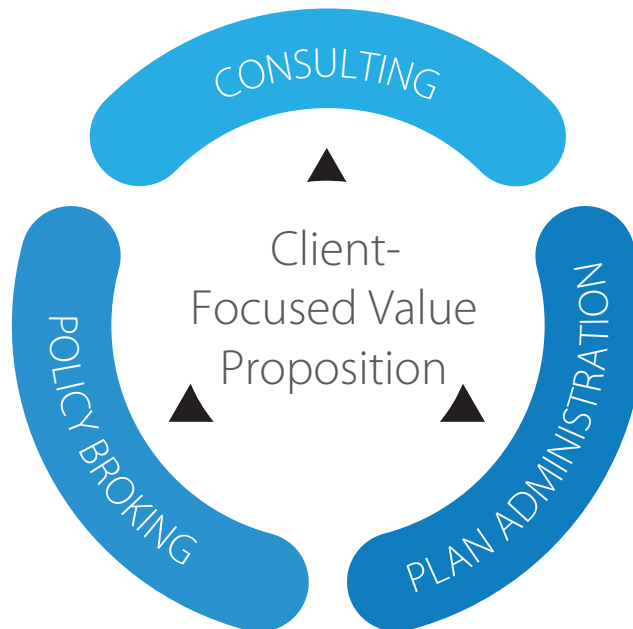 CONSULTING
Client-
Focused Value
Proposition
POLICY BROKING
PLAN ADMINISTRATION